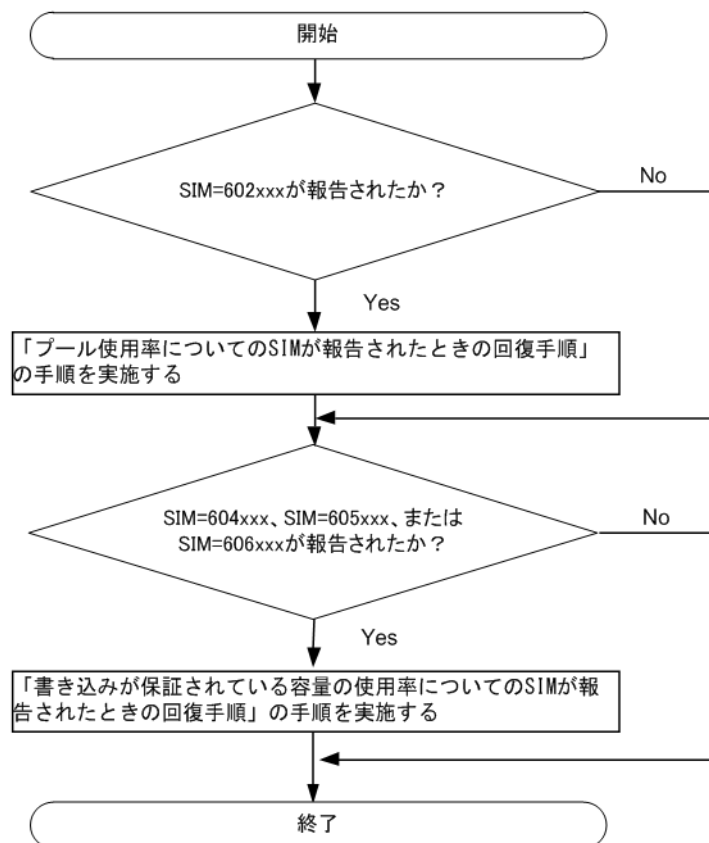 開始
SIM=602xxxが報告されたか？
No
Yes
「プール使用率についてのSIMが報告されたときの回復手順」
の手順を実施する
SIM=604xxx、SIM=605xxx、または
SIM=606xxxが報告されたか？
No
Yes
「書き込みが保証されている容量の使用率についてのSIMが報
告されたときの回復手順」の手順を実施する
終了